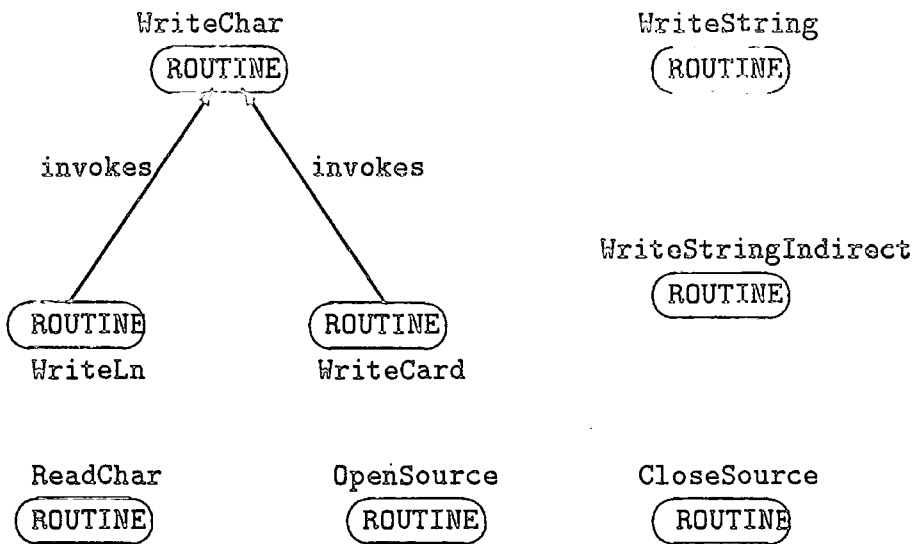 WriteChar WriteString
ROUTINE ROUTINE
invokes invokes
WriteStringIndirect
ROUTINE
ROUTINE ROUTINE
WriteLn WriteCard
ReadChar OpenSource CloseSource
ROUTINE ROUTINE ROUTINE